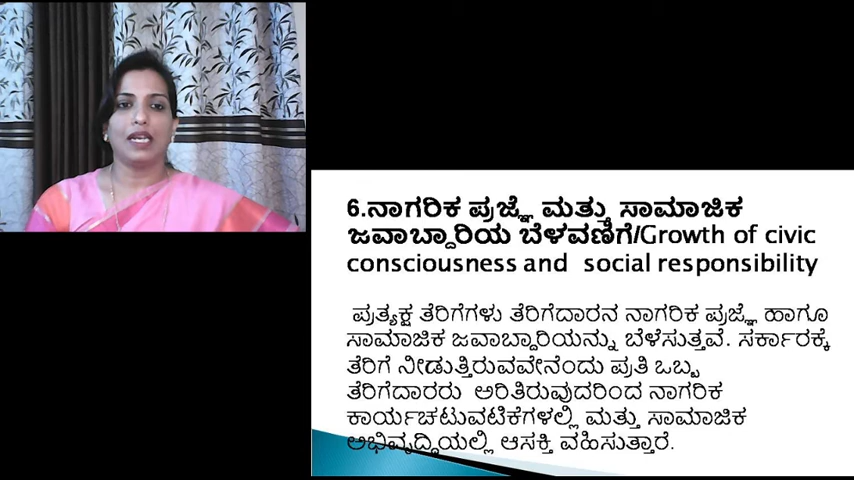 6.ನಾಗರಿಕ ಪ್ರಜ್ಞೆ ಮತ್ತು ಸಾಮಾಜಿಕ
ಜವಾಬ್ದಾರಿಯ ಬೆಳವಣಿಗೆ/Growth of civic
consciousness and social responsibility
ಪ್ರತ್ಯಕ್ಷ ತೆರಿಗೆಗಳು ತೆರಿಗೆದಾರನ ನಾಗರಿಕ ಪ್ರಜ್ಞೆ ಹಾಗೂ
ಸಾಮಾಜಿಕ ಜವಾಬ್ದಾರಿಯನ್ನು ಬೆಳೆಸುತ್ತವೆ. ಸರ್ಕಾರಕ್ಕೆ
ತೆರಿಗೆ ನೀಡುತ್ತಿರುವವೇನೆಂದು ಪ್ರತಿ ಒಬ್ಬ
ತೆರಿಗೆದಾರರು ಅರಿತಿರುವುದರಿಂದ ನಾಗರಿಕ
ಕಾರ್ಯಚಟುವಟಿಕೆಗಳಲ್ಲಿ ಮತ್ತು ಸಾಮಾಜಿಕ
ಅಭಿವೃದ್ಧಿಯಲ್ಲಿ ಆಸಕ್ತಿ ವಹಿಸುತ್ತಾರೆ.